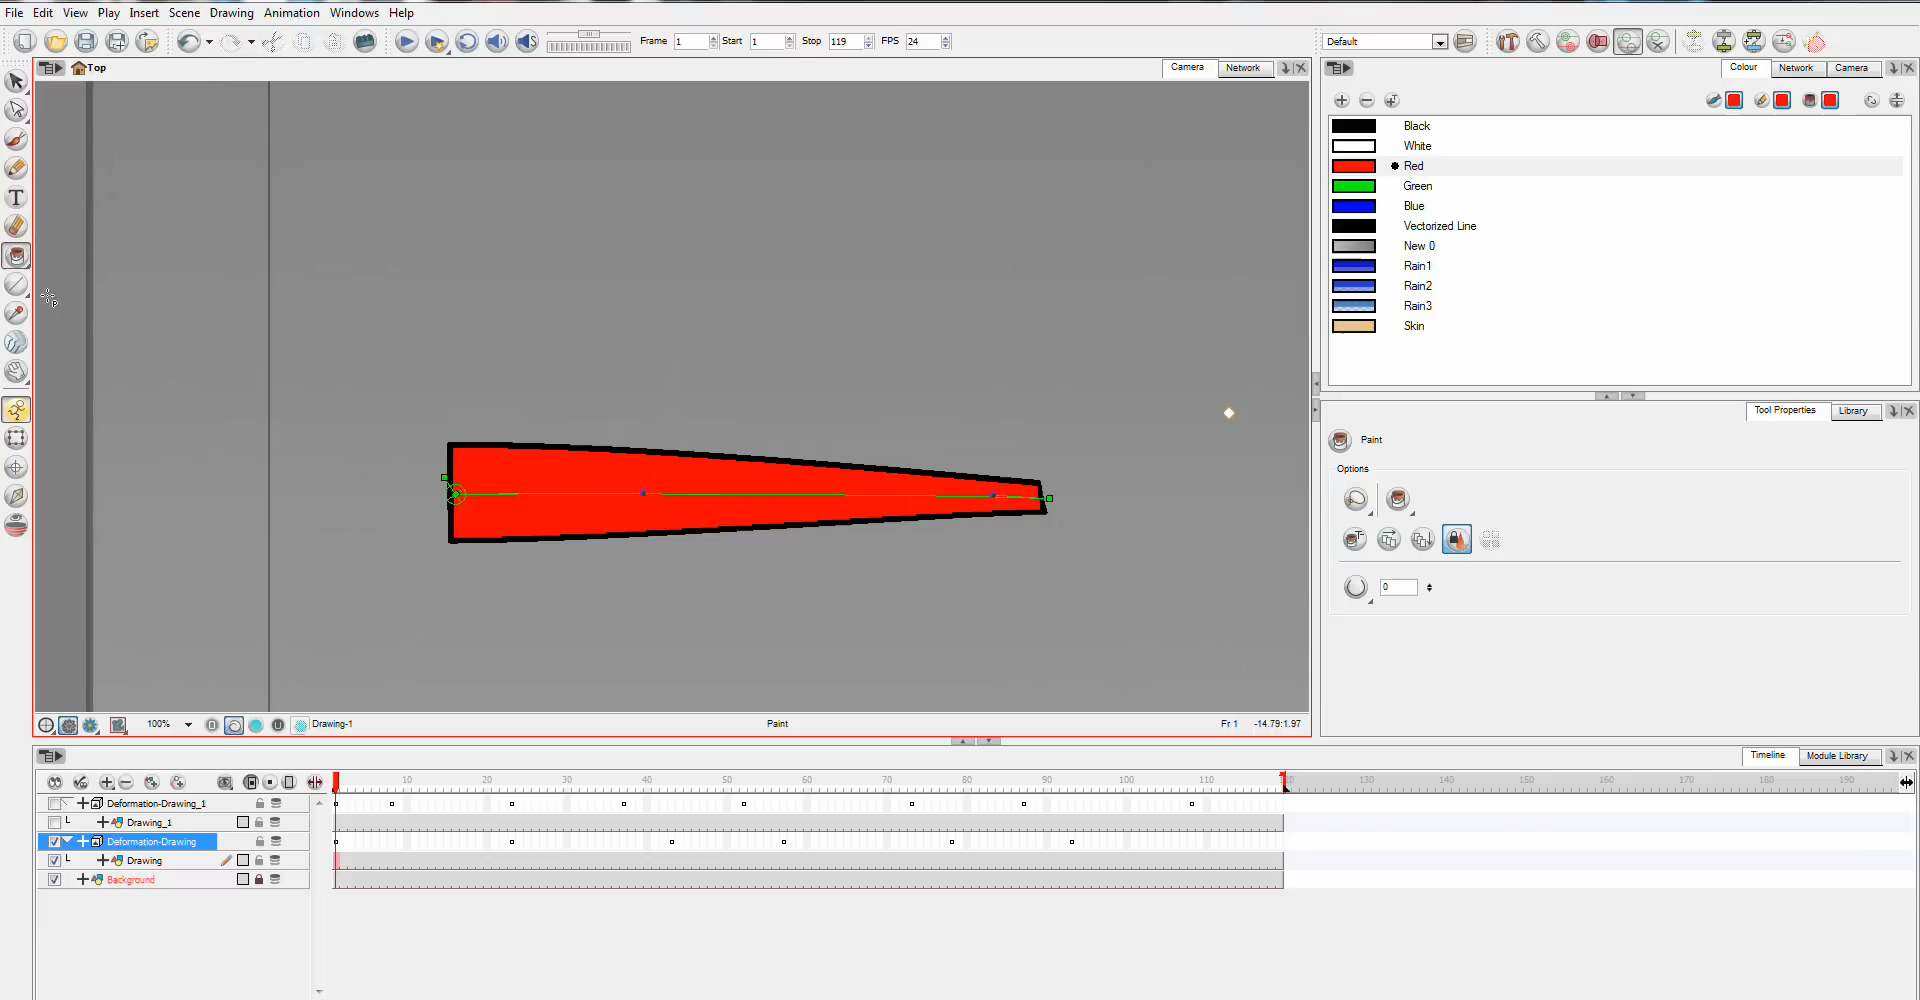 File Edit View Play Insert Scene Drawing Animation Windows Help
Frame 1 Start 1 Stop 119 FPS 24
Default
Top
Camera Network
Colour Network Camera
Black
White
Red
Green
Blue
Vectorized Line
New 0
Rain1
Rain2
Rain3
Skin
Tool Properties Library
Paint
Options
0
100% Drawing-1 Paint Fr 1 -14.79:1.97
Timeline Module Library
10 20 30 40 50 60 70 80 90 100 110 130 140 150 160 170 180 190
Deformation-Drawing_1
Drawing_1
Deformation-Drawing
Drawing
Background